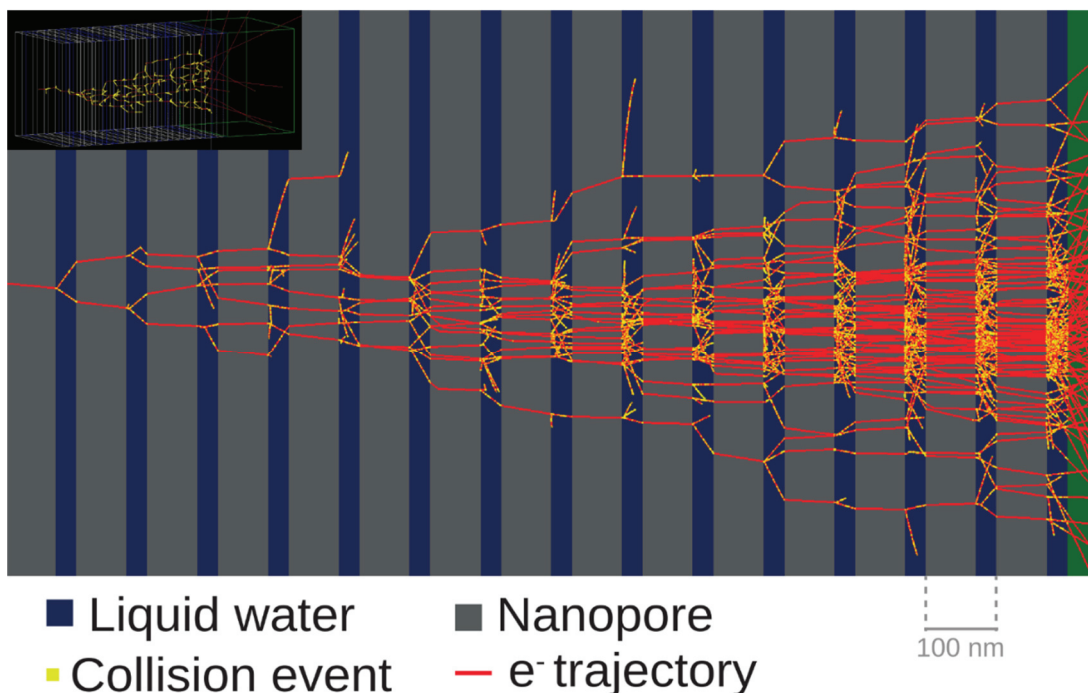 Liquid water
Nanopore
Collision event
e⁻ trajectory
100 nm